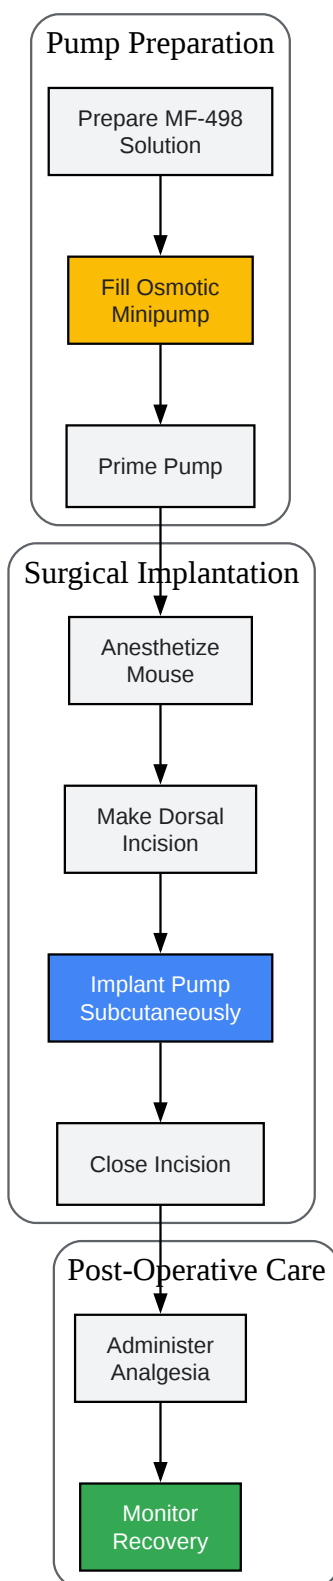 Pump Preparation
Prepare MF-498
Solution
Fill Osmotic
Minipump
Prime Pump
Surgical Implantation
Anesthetize
Mouse
Make Dorsal
Incision
Implant Pump
Subcutaneously
Close Incision
Post-Operative Care
Administer
Analgesia
Monitor
Recovery